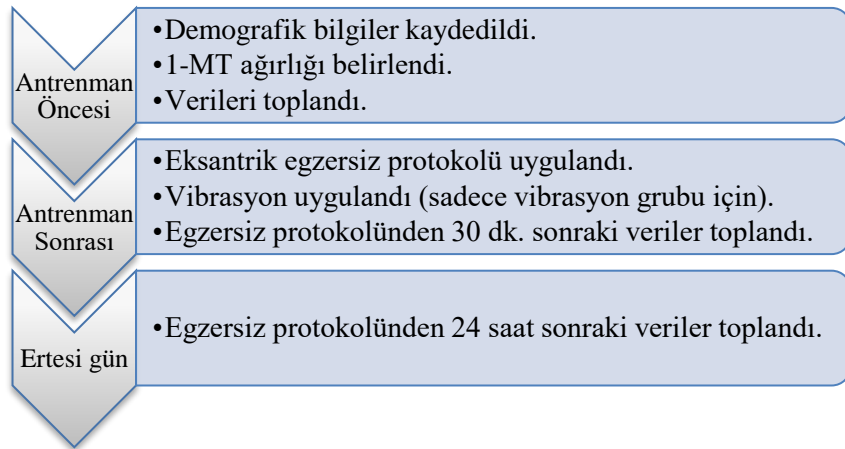 Antrenman
Öncesi
•Demografik bilgiler kaydedildi.
•1-MT ağırlığı belirlendi.
•Verileri toplandı.
Antrenman
Sonrası
•Eksantrik egzersiz protokolü uygulandı.
•Vibrasyon uygulandı (sadece vibrasyon grubu için).
•Egzersiz protokolünden 30 dk. sonraki veriler toplandı.
Ertesi gün
•Egzersiz protokolünden 24 saat sonraki veriler toplandı.